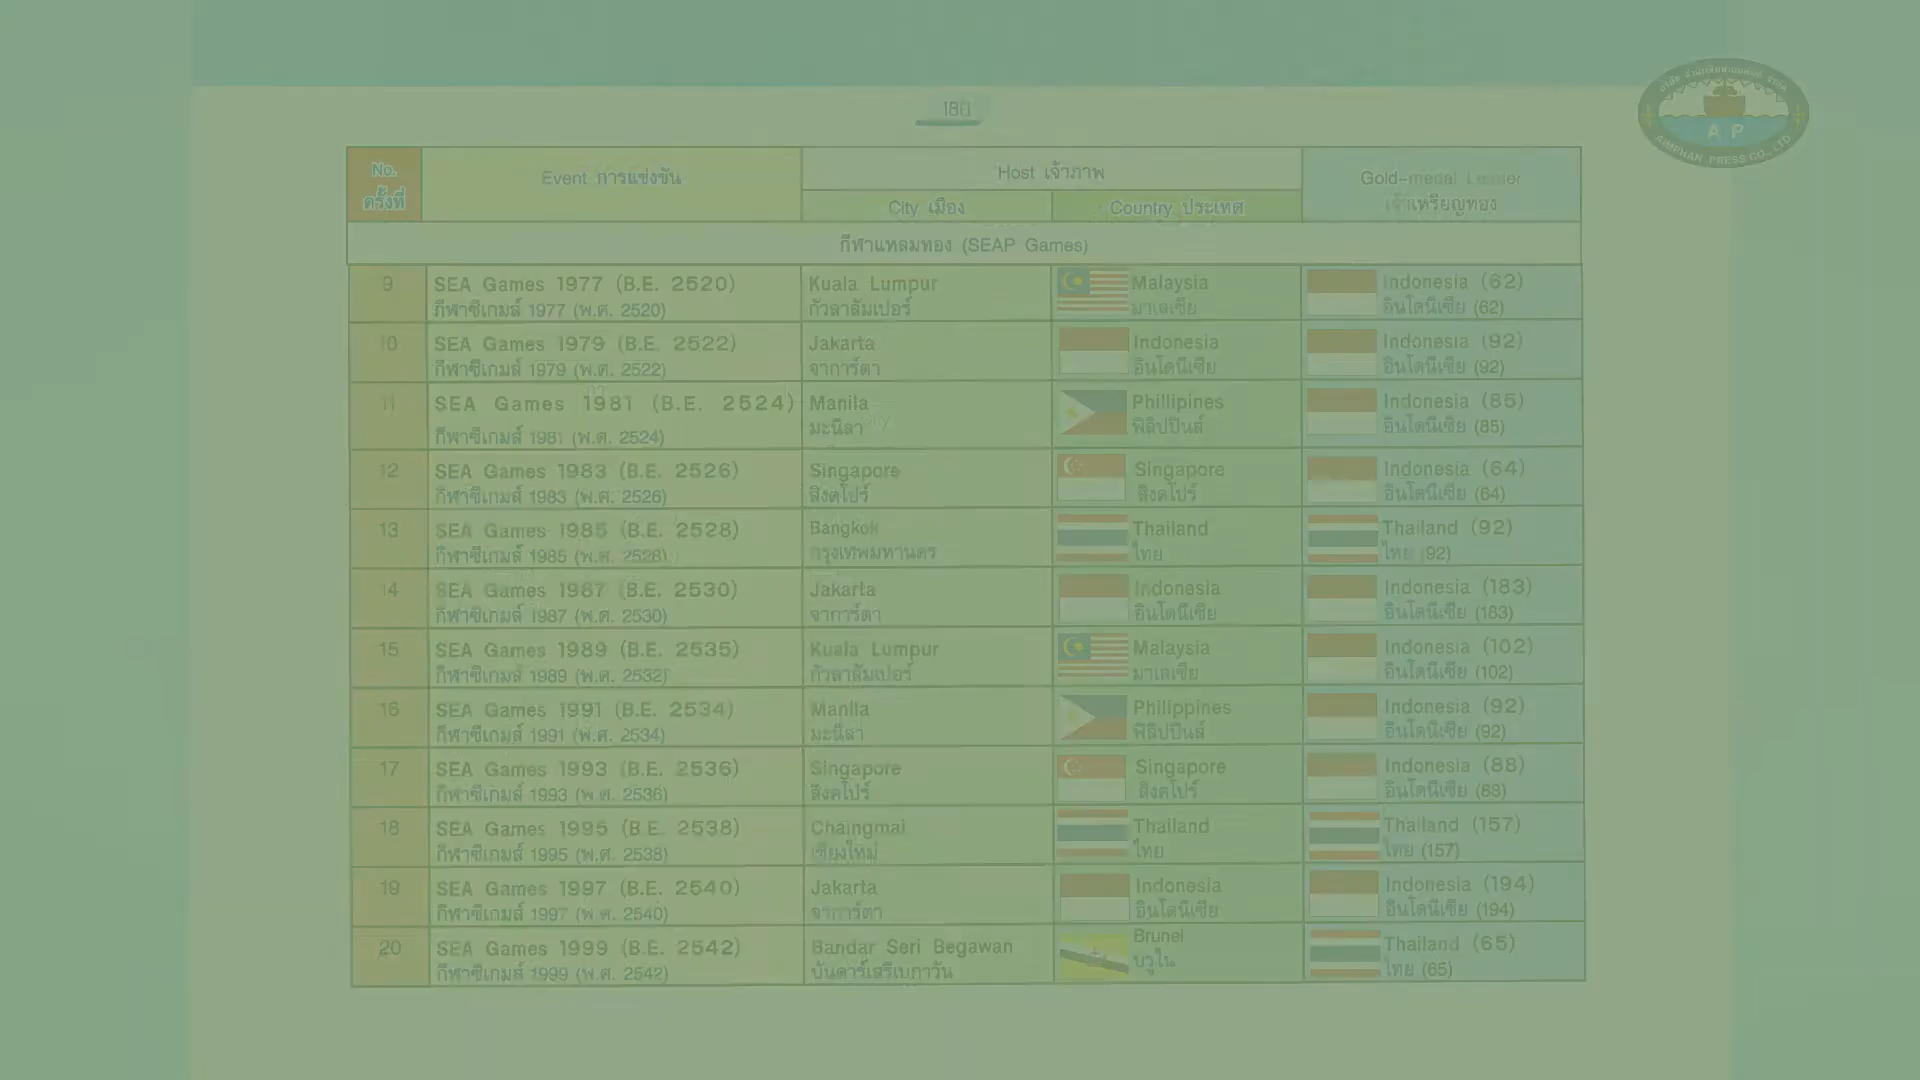 180
No.
ครั้งที่
Event การแข่งขัน
Host เจ้าภาพ
City เมือง
Country ประเทศ
Gold-medal Leader
เจ้าเหรียญทอง
กีฬาแหลมทอง (SEAP Games)
9
SEA Games 1977 (B.E. 2520)
กีฬาซีเกมส์ 1977 (พ.ศ. 2520)
Kuala Lumpur
กัวลาลัมเปอร์
Malaysia
มาเลเซีย
Indonesia (62)
อินโดนีเซีย (62)
10
SEA Games 1979 (B.E. 2522)
กีฬาซีเกมส์ 1979 (พ.ศ. 2522)
Jakarta
จาการ์ตา
Indonesia
อินโดนีเซีย
Indonesia (92)
อินโดนีเซีย (92)
11
SEA Games 1981 (B.E. 2524)
กีฬาซีเกมส์ 1981 (พ.ศ. 2524)
Manila
มะนิลา
Phillipines
ฟิลิปปินส์
Indonesia (85)
อินโดนีเซีย (85)
12
SEA Games 1983 (B.E. 2526)
กีฬาซีเกมส์ 1983 (พ.ศ. 2526)
Singapore
สิงคโปร์
Singapore
สิงคโปร์
Indonesia (64)
อินโดนีเซีย (64)
13
SEA Games 1985 (B.E. 2528)
กีฬาซีเกมส์ 1985 (พ.ศ. 2528)
Bangkok
กรุงเทพมหานคร
Thailand
ไทย
Thailand (92)
ไทย (92)
14
SEA Games 1987 (B.E. 2530)
กีฬาซีเกมส์ 1987 (พ.ศ. 2530)
Jakarta
จาการ์ตา
Indonesia
อินโดนีเซีย
Indonesia (183)
อินโดนีเซีย (183)
15
SEA Games 1989 (B.E. 2535)
กีฬาซีเกมส์ 1989 (พ.ศ. 2532)
Kuala Lumpur
กัวลาลัมเปอร์
Malaysia
มาเลเซีย
Indonesia (102)
อินโดนีเซีย (102)
16
SEA Games 1991 (B.E. 2534)
กีฬาซีเกมส์ 1991 (พ.ศ. 2534)
Manila
มะนิลา
Philippines
ฟิลิปปินส์
Indonesia (92)
อินโดนีเซีย (92)
17
SEA Games 1993 (B.E. 2536)
กีฬาซีเกมส์ 1993 (พ.ศ. 2536)
Singapore
สิงคโปร์
Singapore
สิงคโปร์
Indonesia (88)
อินโดนีเซีย (88)
18
SEA Games 1995 (B.E. 2538)
กีฬาซีเกมส์ 1995 (พ.ศ. 2538)
Chaingmai
เชียงใหม่
Thailand
ไทย
Thailand (157)
ไทย (157)
19
SEA Games 1997 (B.E. 2540)
กีฬาซีเกมส์ 1997 (พ.ศ. 2540)
Jakarta
จาการ์ตา
Indonesia
อินโดนีเซีย
Indonesia (194)
อินโดนีเซีย (194)
20
SEA Games 1999 (B.E. 2542)
กีฬาซีเกมส์ 1999 (พ.ศ. 2542)
Bandar Seri Begawan
บันดาร์เสรีเบกาวัน
Brunei
บรูไน
Thailand (65)
ไทย (65)
A P
AIMPHAN PRESS CO., LTD